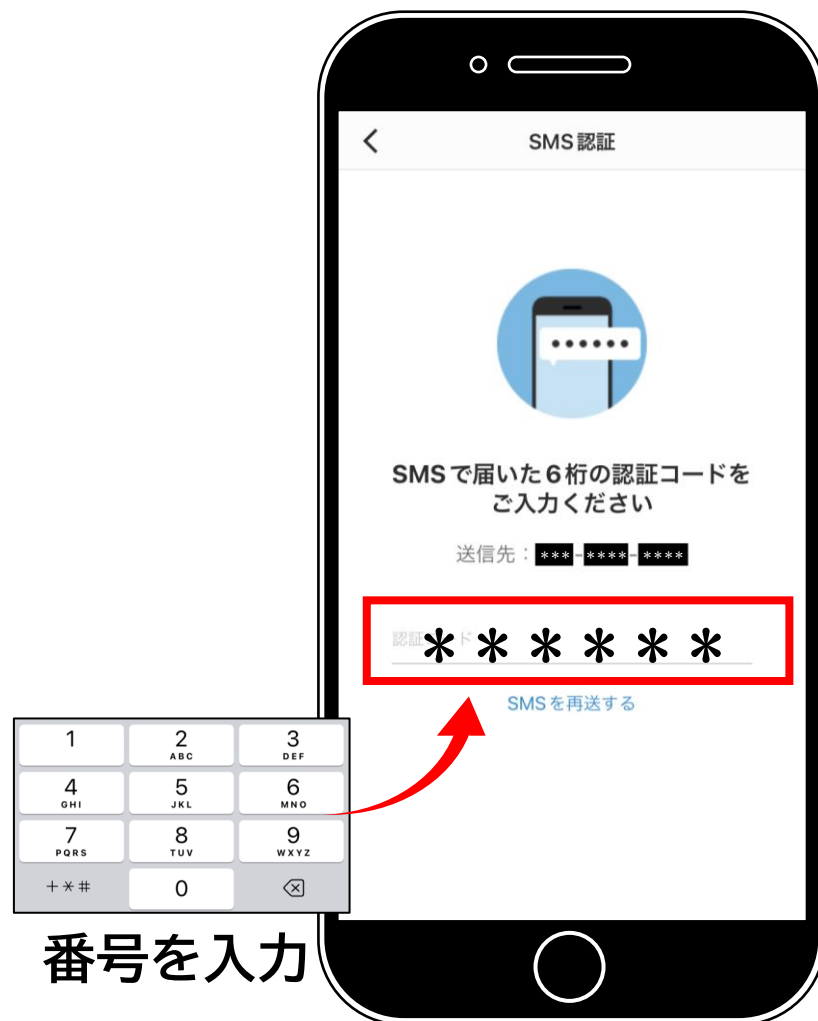 SMS認証
SMSで届いた6桁の認証コードを
ご入力ください
送信先：***-****-****
認証 ド
******
SMSを再送する
1 2 3
ABC DEF
4 5 6
GHI JKL MNO
7 8 9
PQRS TUV WXYZ
+*# 0
番号を入力